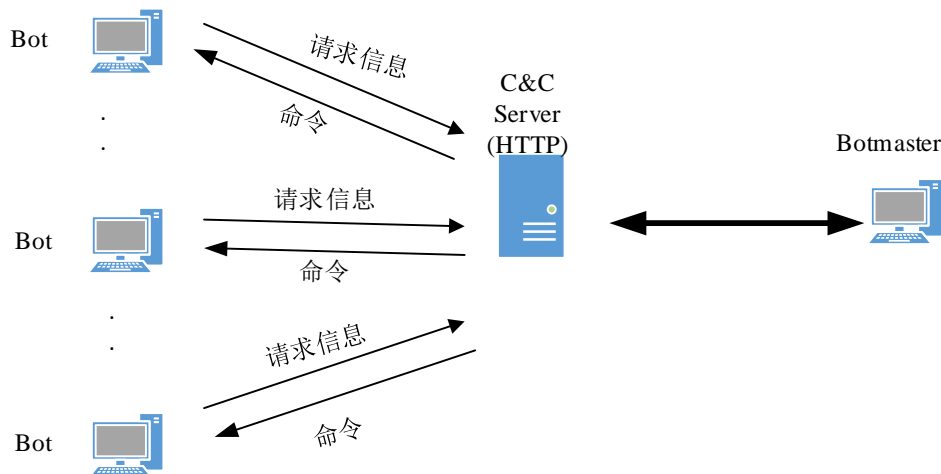 Bot
请求信息
命令
C&C
Server
(HTTP)
Botmaster
Bot
请求信息
命令
Bot
请求信息
命令